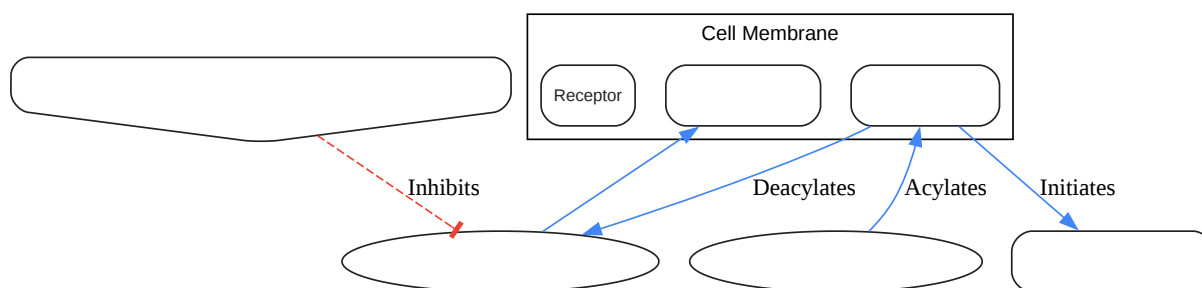 Cell Membrane
Receptor
Inhibits
Deacylates
Acylates
Initiates